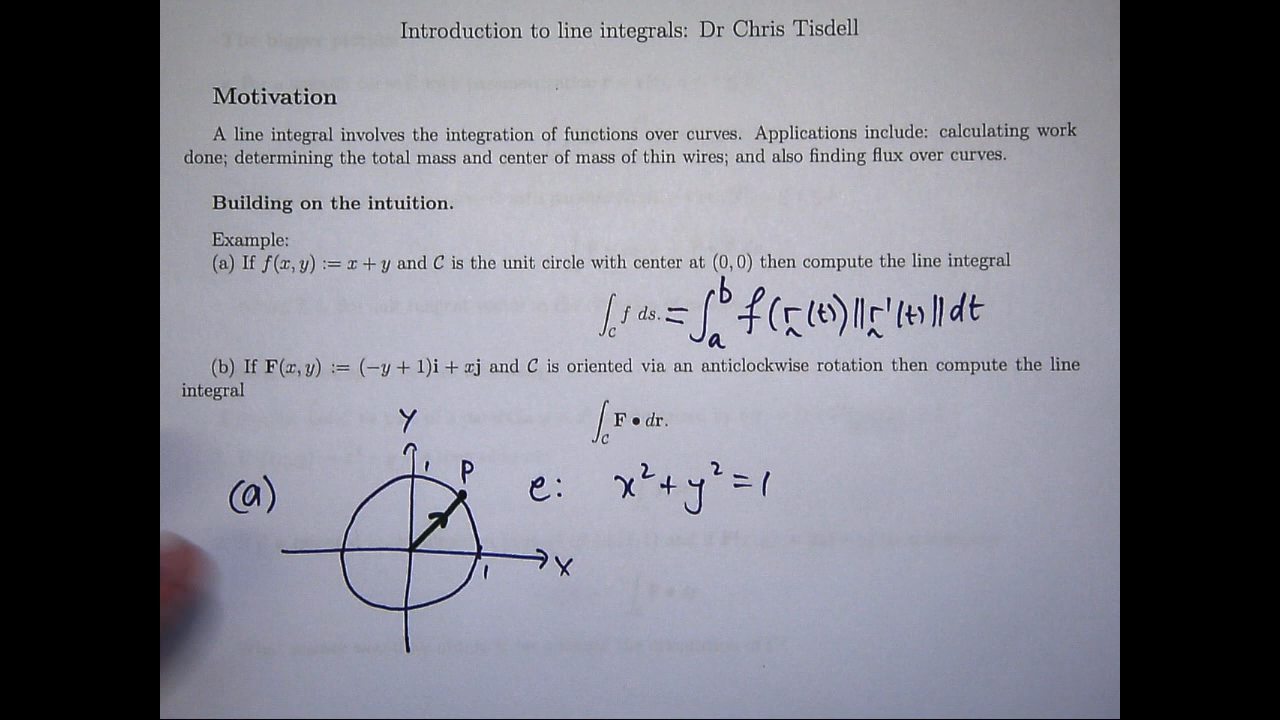 Introduction to line integrals: Dr Chris Tisdell
Motivation
A line integral involves the integration of functions over curves. Applications include: calculating work
done; determining the total mass and center of mass of thin wires; and also finding flux over curves.
Building on the intuition.
Example:
(a) If f(x, y) := x + y and C is the unit circle with center at (0, 0) then compute the line integral
∫_C f ds. = ∫_a^b f(r(t)) ||r'(t)|| dt
(b) If F(x, y) := (−y + 1)i + xj and C is oriented via an anticlockwise rotation then compute the line
integral
∫_C F • dr.
(a)
Y
1
P
C: x² + y² = 1
X
1